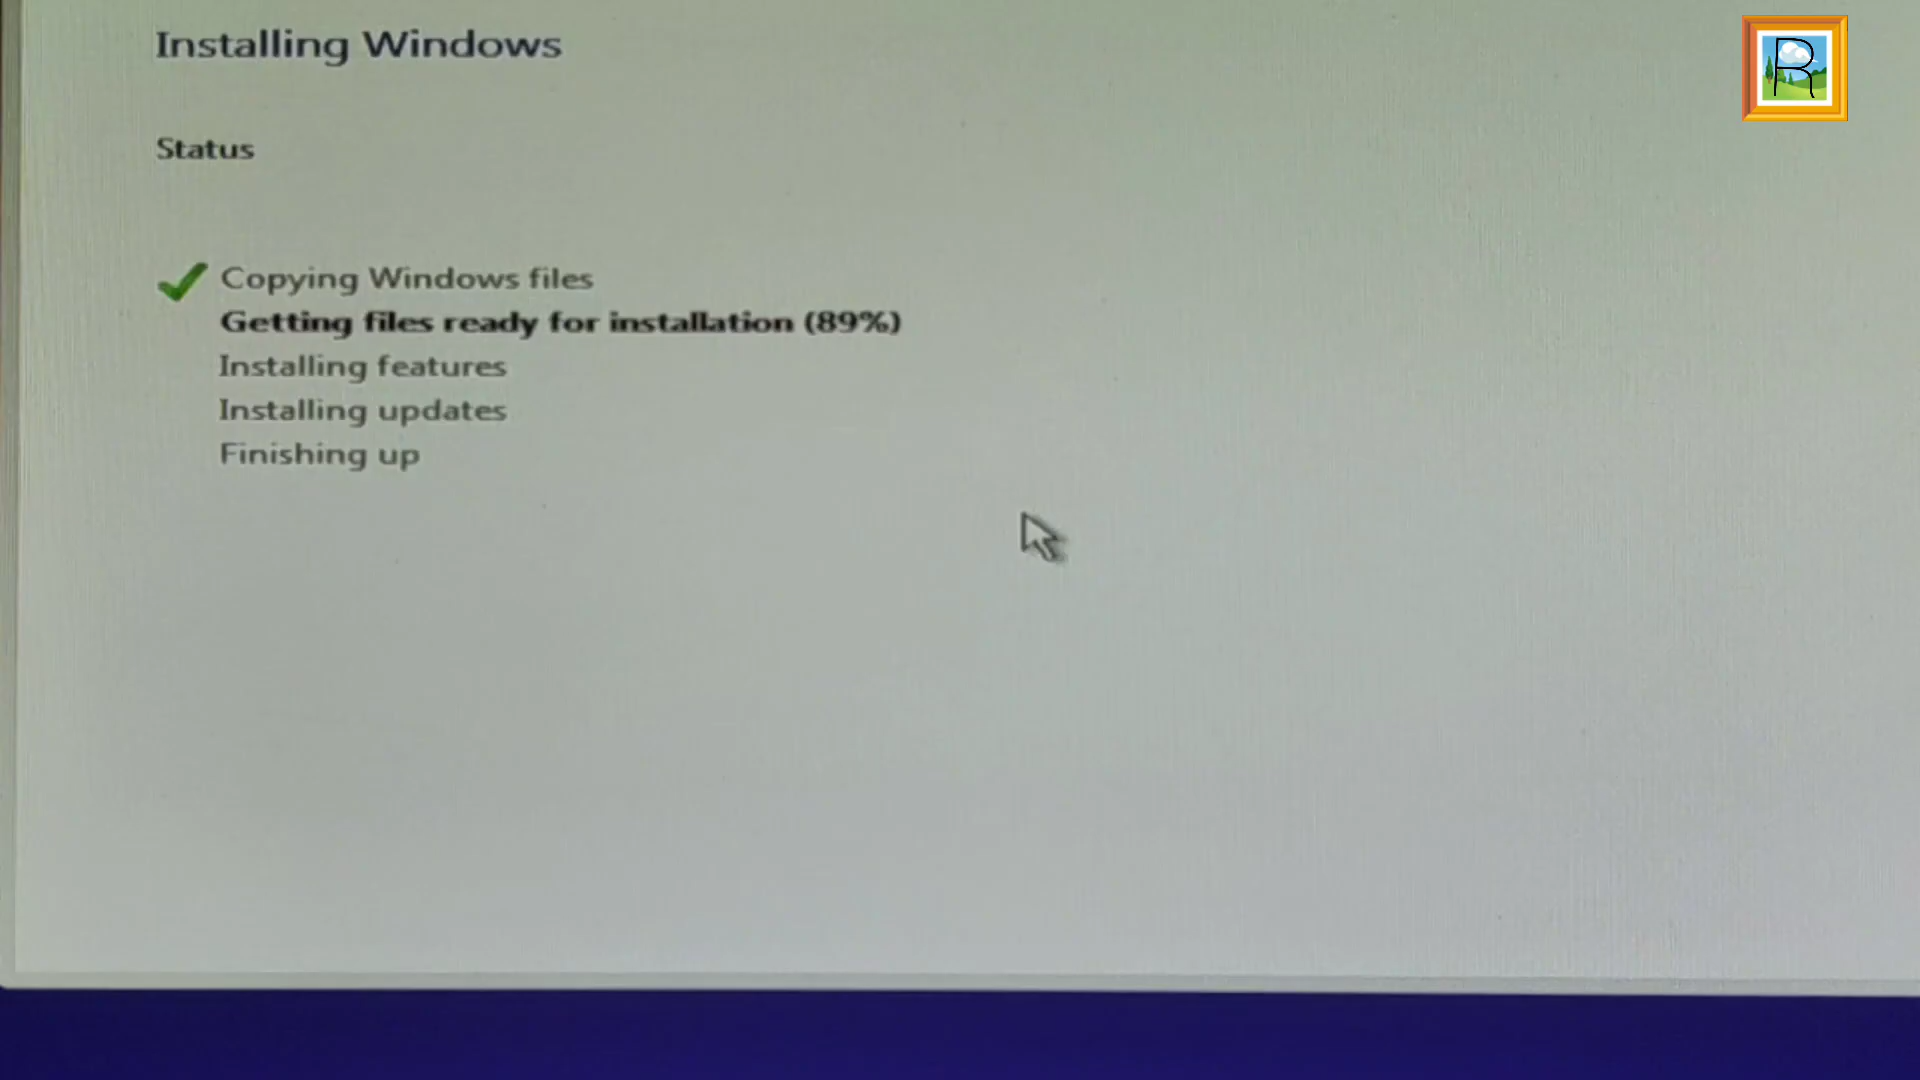 Installing Windows
Status
Copying Windows files
Getting files ready for installation (89%)
Installing features
Installing updates
Finishing up
R